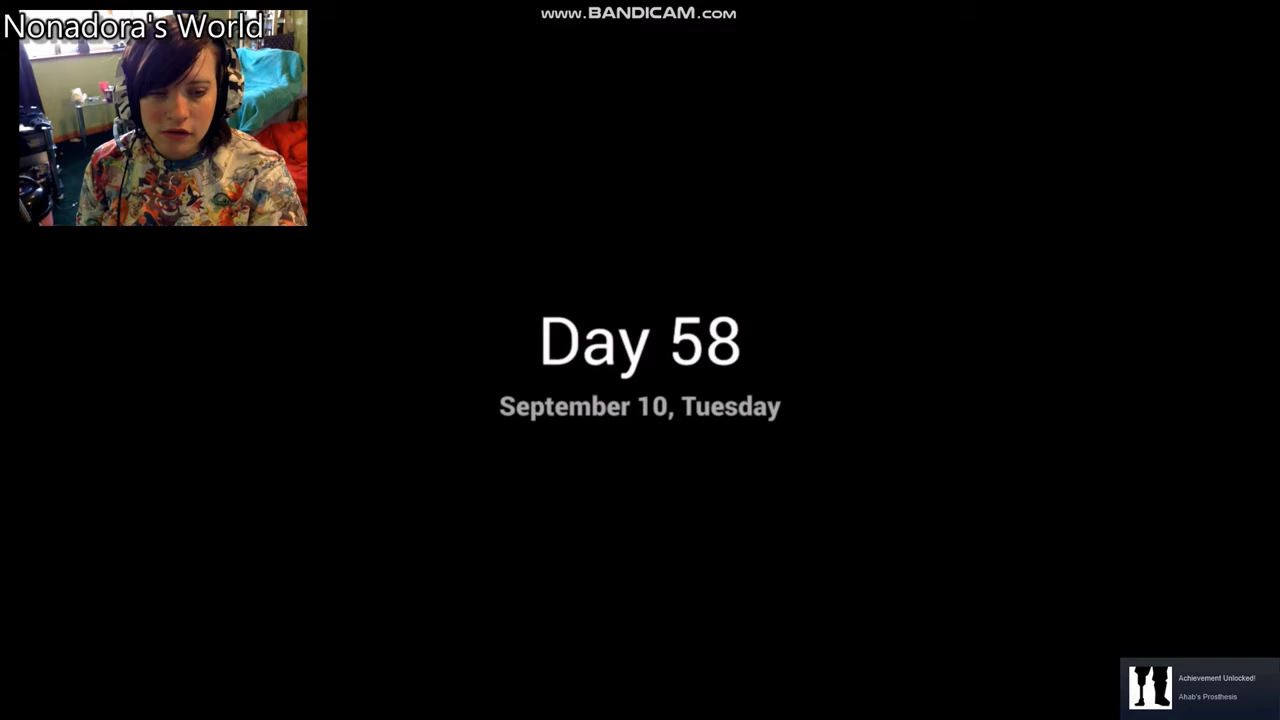 Nonadora's World
www.BANDICAM.com
Day 58
September 10, Tuesday
Achievement Unlocked!
Ahab's Prosthesis